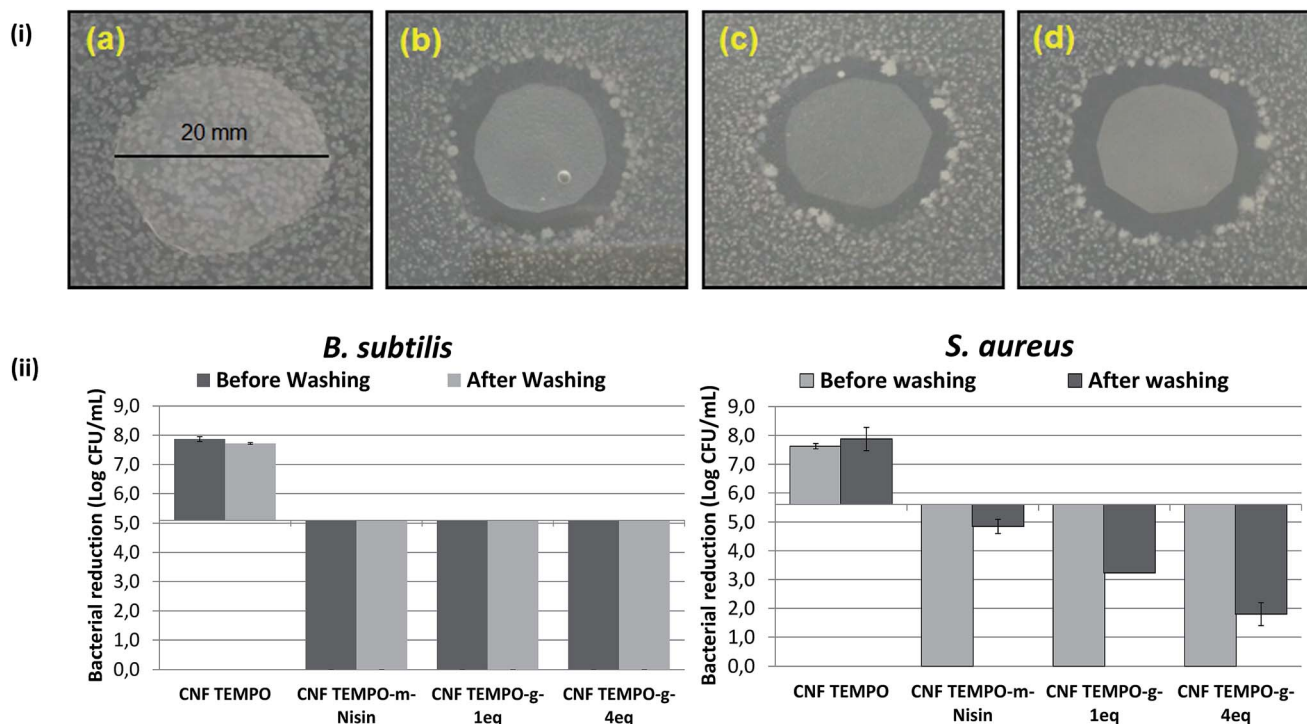 (i)
(a)
20 mm
(b)
(c)
(d)
(ii)
B. subtilis
Before Washing
After Washing
Bacterial reduction (Log CFU/mL)
9,0
8,0
7,0
6,0
5,0
4,0
3,0
2,0
1,0
0,0
CNF TEMPO
CNF TEMPO-m-
Nisin
CNF TEMPO-g-
1eq
CNF TEMPO-g-
4eq
S. aureus
Before washing
After washing
Bacterial reduction (Log CFU/mL)
9,0
8,0
7,0
6,0
5,0
4,0
3,0
2,0
1,0
0,0
CNF TEMPO
CNF TEMPO-m-
Nisin
CNF TEMPO-g-
1eq
CNF TEMPO-g-
4eq